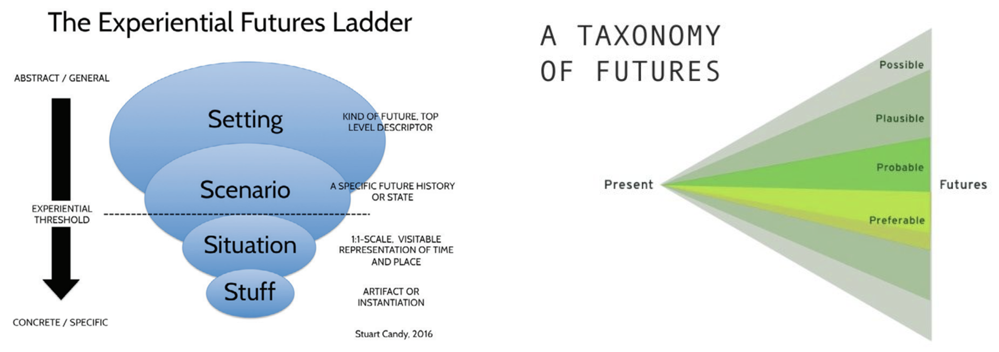 The Experiential Futures Ladder
ABSTRACT / GENERAL
Setting
KIND OF FUTURE, TOP
LEVEL DESCRIPTOR
Scenario
A SPECIFIC FUTURE HISTORY
OR STATE
EXPERIENTIAL
THRESHOLD
Situation
1:1-SCALE, VISITABLE
REPRESENTATION OF TIME
AND PLACE
Stuff
ARTIFACT OR
INSTANTIATION
CONCRETE / SPECIFIC
Stuart Candy, 2016
A TAXONOMY
OF FUTURES
Possible
Plausible
Probable
Present
Futures
Preferable